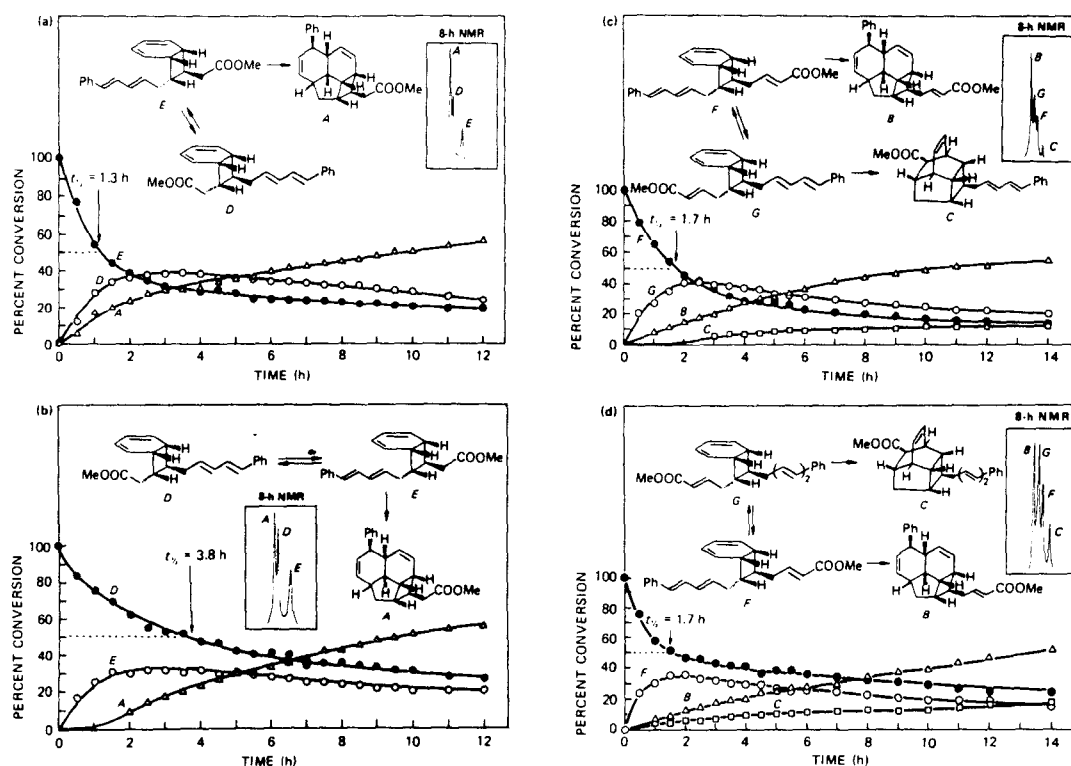 (a)
Ph
COOMe
Ph
E
A
COOMe
H
MeOOC
D
Ph
8-h NMR
A
D
E
t½ = 1.3 h
PERCENT CONVERSION
100
80
60
40
20
0
E
D
A
0 2 4 6 8 10 12
TIME (h)
(b)
MeOOC
D
Ph
Ph
E
COOMe
Ph
A
COOMe
8-h NMR
A
D
E
t½ = 3.8 h
PERCENT CONVERSION
100
80
60
40
20
0
D
E
A
0 2 4 6 8 10 12
TIME (h)
(c)
Ph
F
COOMe
Ph
B
COOMe
MeOOC
G
Ph
MeOOC
C
Ph
8-h NMR
B
G
F
C
t½ = 1.7 h
PERCENT CONVERSION
100
80
60
40
20
0
F
G
B
C
0 2 4 6 8 10 12 14
TIME (h)
(d)
MeOOC
G
( )2 Ph
MeOOC
C
( )2 Ph
Ph
F
COOMe
Ph
B
COOMe
8-h NMR
B
G
F
C
t½ = 1.7 h
PERCENT CONVERSION
100
80
60
40
20
0
F
B
C
0 2 4 6 8 10 12 14
TIME (h)